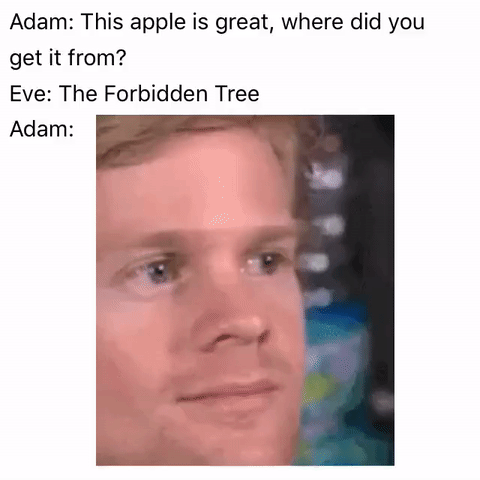 Adam: This apple is great, where did you
get it from?
Eve: The Forbidden Tree
Adam: